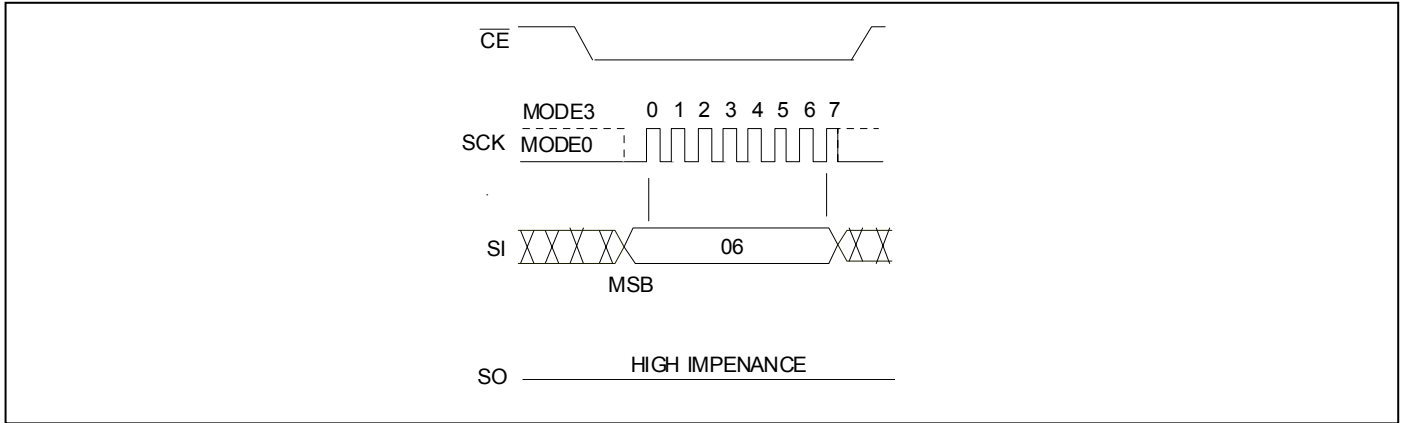 CE
MODE3 0 1 2 3 4 5 6 7
SCK MODE0
SI 06
MSB
HIGH IMPENANCE
SO